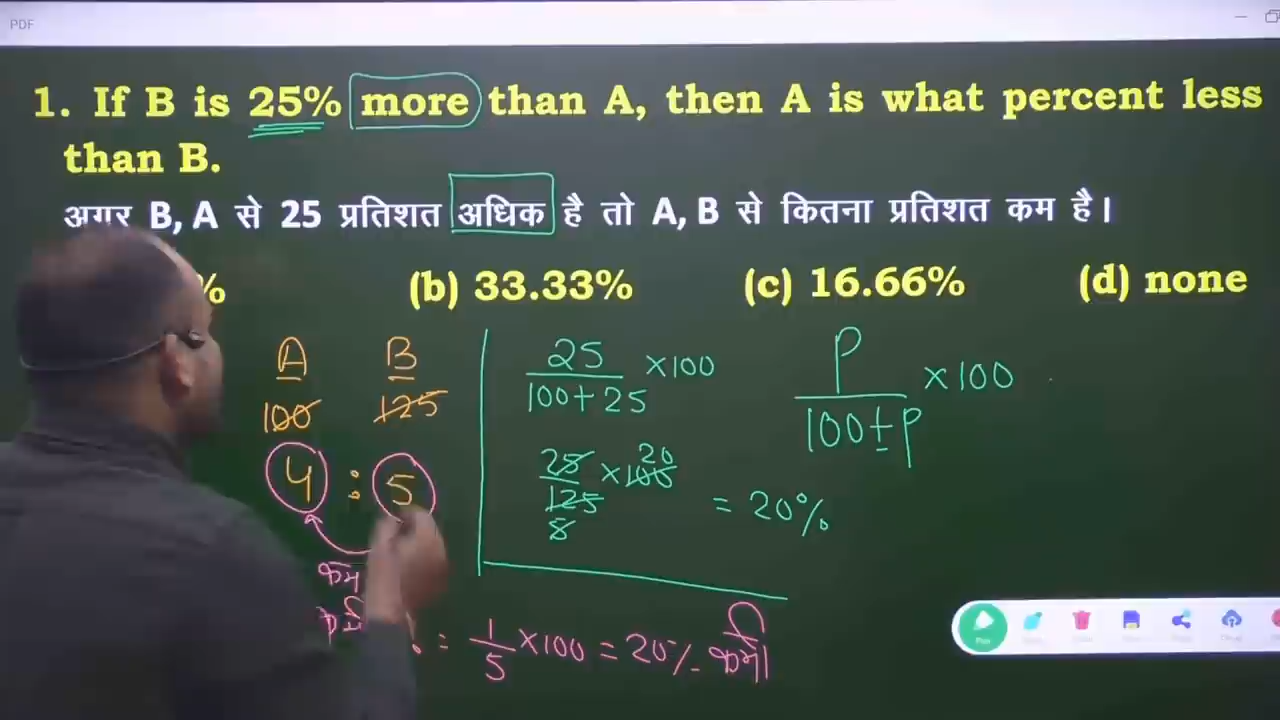 PDF
1. If B is 25% more than A, then A is what percent less
than B.
अगर B, A से 25 प्रतिशत अधिक है तो A, B से कितना प्रतिशत कम है।
% (b) 33.33% (c) 16.66% (d) none
A B
100 125
4 : 5
कम
25/100+25 ×100
25/125 ×100 20
8
= 20%
P/100±P ×100
= 1/5 ×100 = 20% कमी